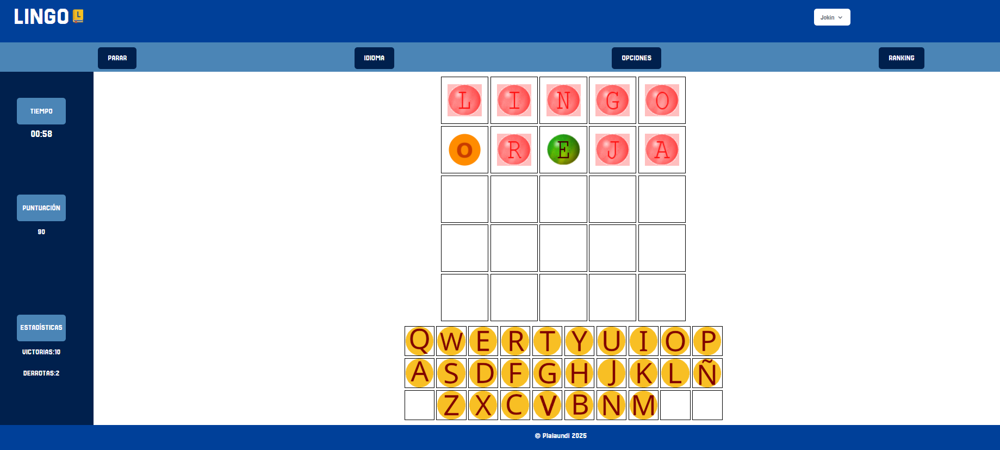 LINGO L
Jokin
PARAR IDIOMA OPCIONES RANKING
TIEMPO
00:58
PUNTUACIÓN
90
ESTADÍSTICAS
VICTORIAS:10
DERROTAS:2
L I N G O
O R E J A
Q W E R T Y U I O P
A S D F G H J K L Ñ
Z X C V B N M
© Plaiaundi 2025